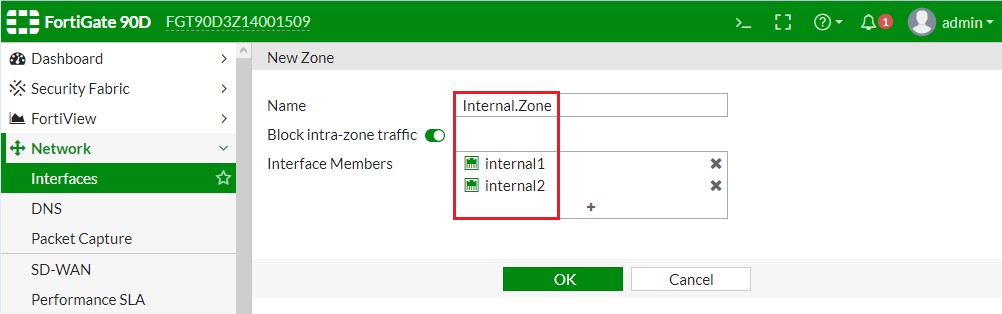 FortiGate 90D FGT90D3Z14001509 >_ 1 admin
Dashboard
Security Fabric
FortiView
Network
Interfaces
DNS
Packet Capture
SD-WAN
Performance SLA
New Zone
Name Internal.Zone
Block intra-zone traffic
Interface Members internal1
internal2
OK Cancel